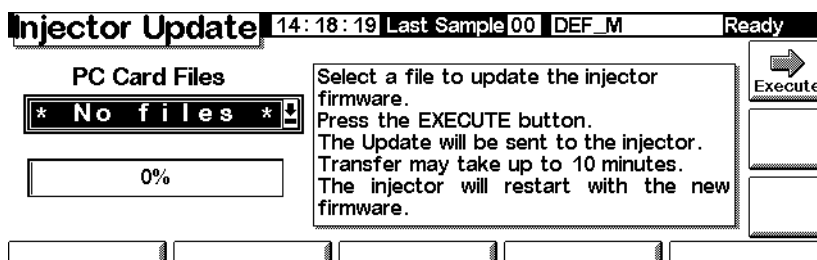 Injector Update 14:18:19 Last Sample 00 DEF_M Ready
PC Card Files
* No files *
0%
Select a file to update the injector
firmware.
Press the EXECUTE button.
The Update will be sent to the injector.
Transfer may take up to 10 minutes.
The injector will restart with the new
firmware.
Execute